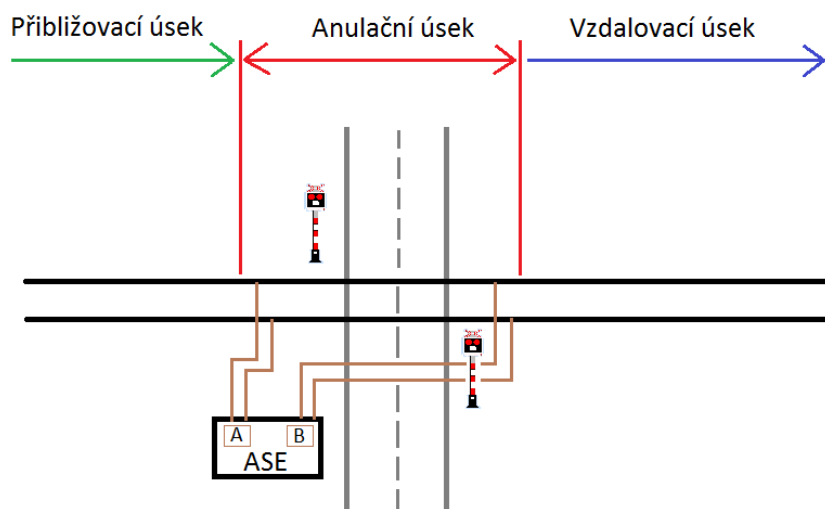 Přibližovací úsek
Anulační úsek
Vzdalovací úsek
A
B
ASE